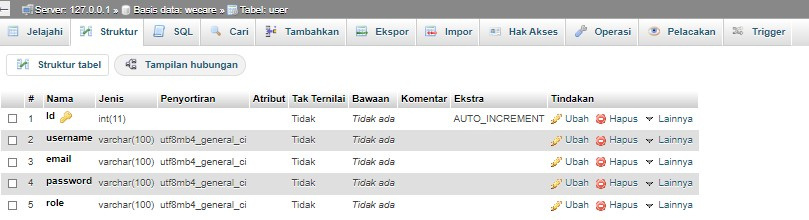 Server: 127.0.0.1 » Basis data: wecare » Tabel: user
Jelajahi Struktur SQL Cari Tambahkan Ekspor Impor Hak Akses Operasi Pelacakan Trigger
Struktur tabel Tampilan hubungan
# Nama Jenis Penyortiran Atribut Tak Ternilai Bawaan Komentar Ekstra Tindakan
1 Id int(11) Tidak Tidak ada AUTO_INCREMENT Ubah Hapus Lainnya
2 username varchar(100) utf8mb4_general_ci Tidak Tidak ada Ubah Hapus Lainnya
3 email varchar(100) utf8mb4_general_ci Tidak Tidak ada Ubah Hapus Lainnya
4 password varchar(100) utf8mb4_general_ci Tidak Tidak ada Ubah Hapus Lainnya
5 role varchar(100) utf8mb4_general_ci Tidak Tidak ada Ubah Hapus Lainnya